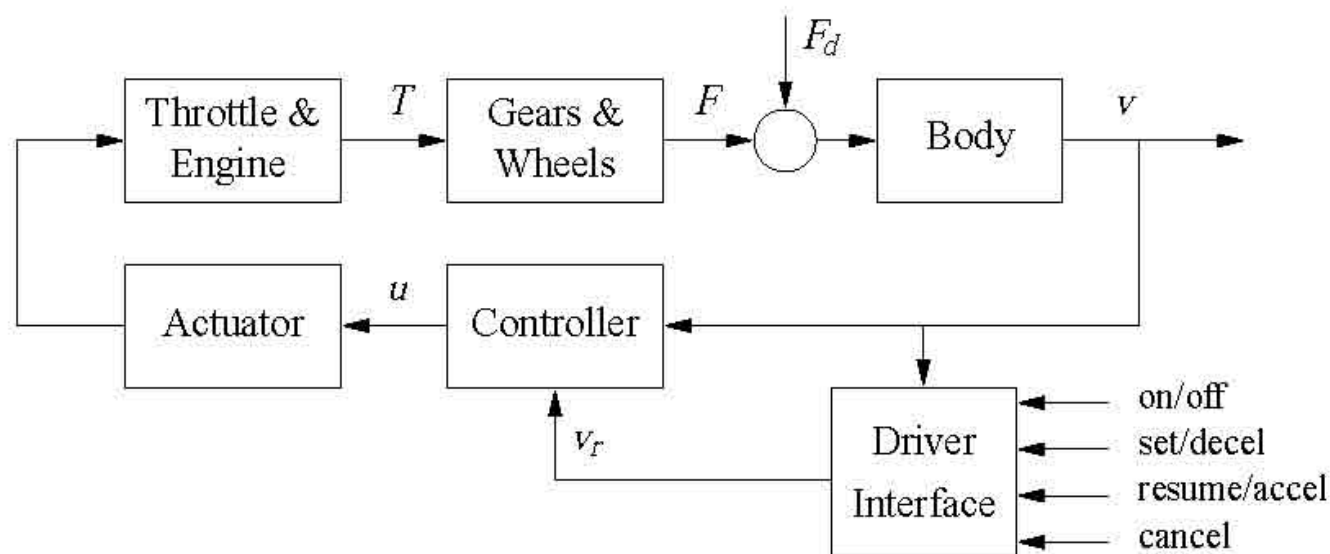 F_d
Throttle &
Engine
T
Gears &
Wheels
F
Body
v
Actuator
u
Controller
v_r
Driver
Interface
on/off
set/decel
resume/accel
cancel